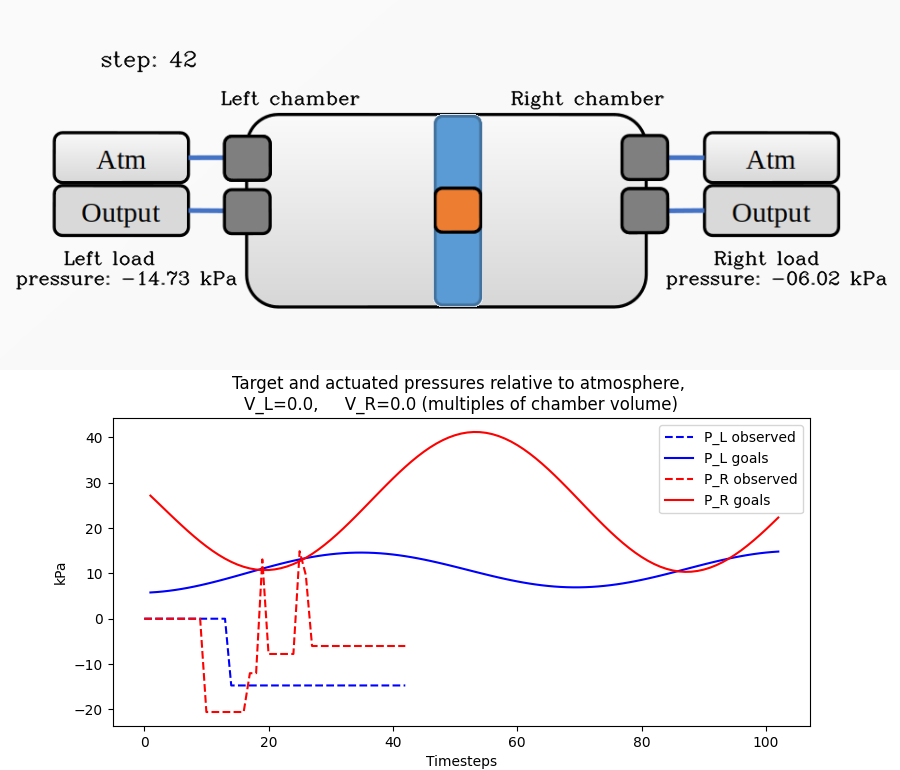 step: 42
Left chamber
Right chamber
Atm
Atm
Output
Output
Left load
pressure: −14.73 kPa
Right load
pressure: −06.02 kPa
Target and actuated pressures relative to atmosphere,
V_L=0.0, V_R=0.0 (multiples of chamber volume)
P_L observed
P_L goals
P_R observed
P_R goals
kPa
40
30
20
10
0
−10
−20
0 20 40 60 80 100
Timesteps